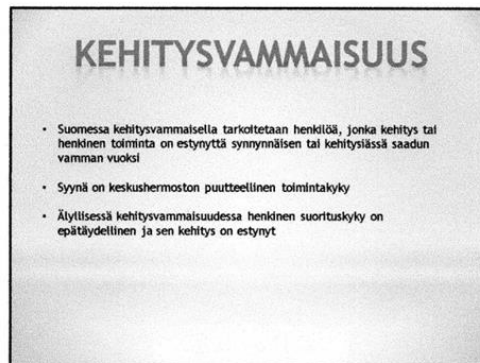 KEHITYSVAMMAISUUS
• Suomessa kehitysvammaisella tarkoitetaan henkilöä, jonka kehitys tai
henkinen toiminta on estynyttä synnynnäisen tai kehitysiässä saadun
vamman vuoksi
• Syynä on keskushermoston puutteellinen toimintakyky
• Älyllisessä kehitysvammaisuudessa henkinen suorituskyky on
epätäydellinen ja sen kehitys on estynyt